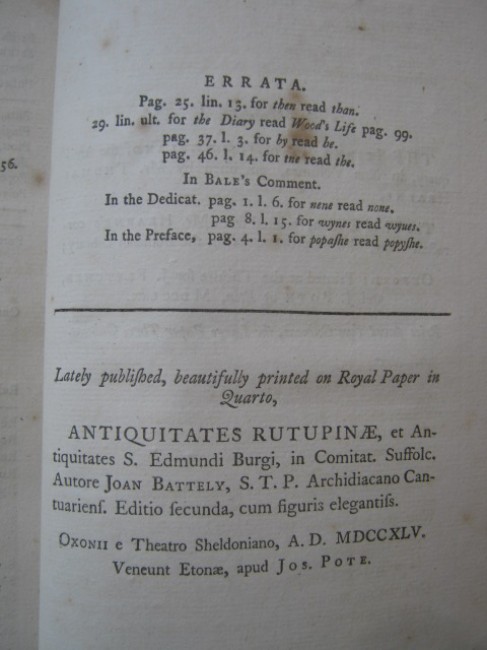 56.
ERRATA.
Pag. 25. lin. 13. for then read than.
29. lin. ult. for the Diary read Wood's Life pag. 99.
pag. 37. l. 3. for by read be.
pag. 46. l. 14. for tne read the.
In BALE's Comment.
In the Dedicat. pag. 1. l. 6. for nene read none.
pag 8. l. 15. for wynes read wyues.
In the Preface, pag. 4. l. 1. for popaſhe read popyſhe.
Lately publiſhed, beautifully printed on Royal Paper in
Quarto,
ANTIQUITATES RUTUPINÆ, et An-
tiquitates S. Edmundi Burgi, in Comitat. Suffolc.
Autore JOAN BATTELY, S. T. P. Archidiacano Can-
tuarienſ. Editio ſecunda, cum figuris elegantiſs.
OXONII e Theatro Sheldoniano, A. D. MDCCXLV.
Veneunt Etonæ, apud JOS. POTE.